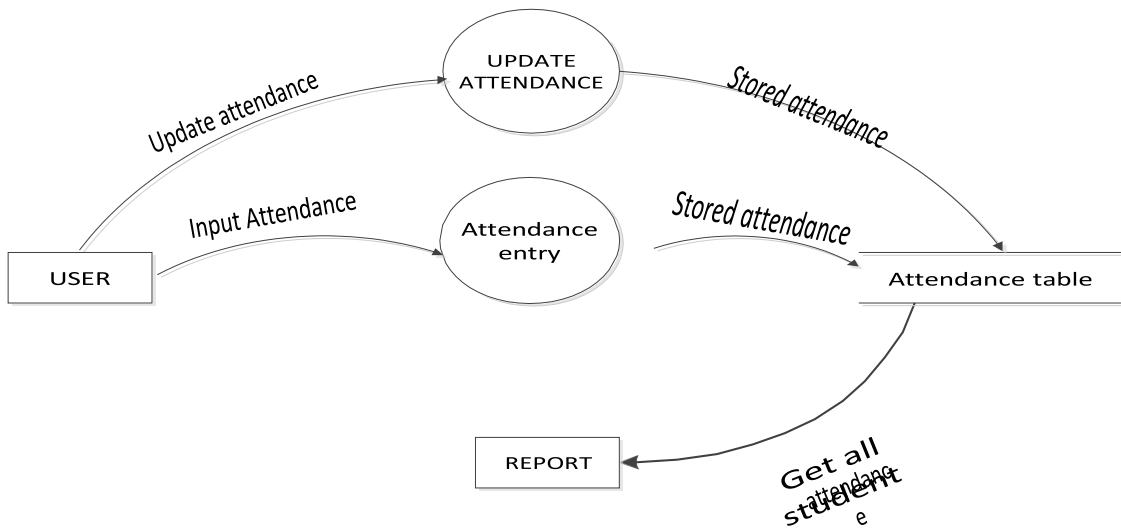 UPDATE
ATTENDANCE
Update attendance
Stored attendance
Input Attendance
Attendance
entry
Stored attendance
USER
Attendance table
REPORT
Get all
student
attendanc
e